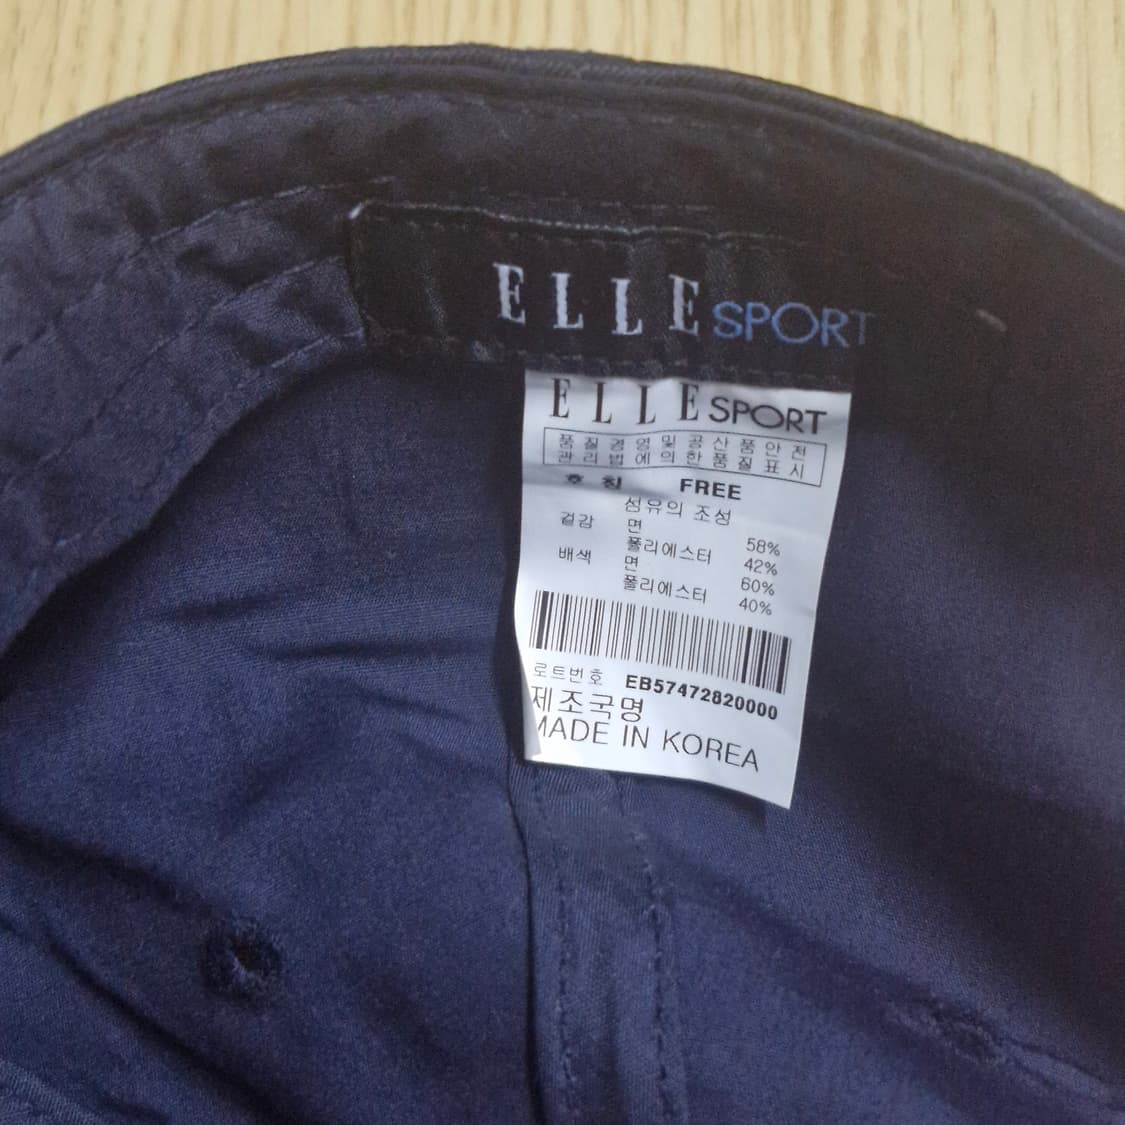 ELLE SPORT
ELLE SPORT
품질경영및공산품안전
관리법에의한품질표시
호칭 FREE
섬유의 조성
겉감 면 58%
폴리에스터 42%
배색 면 60%
폴리에스터 40%
로트번호 EB57472820000
제조국명
MADE IN KOREA